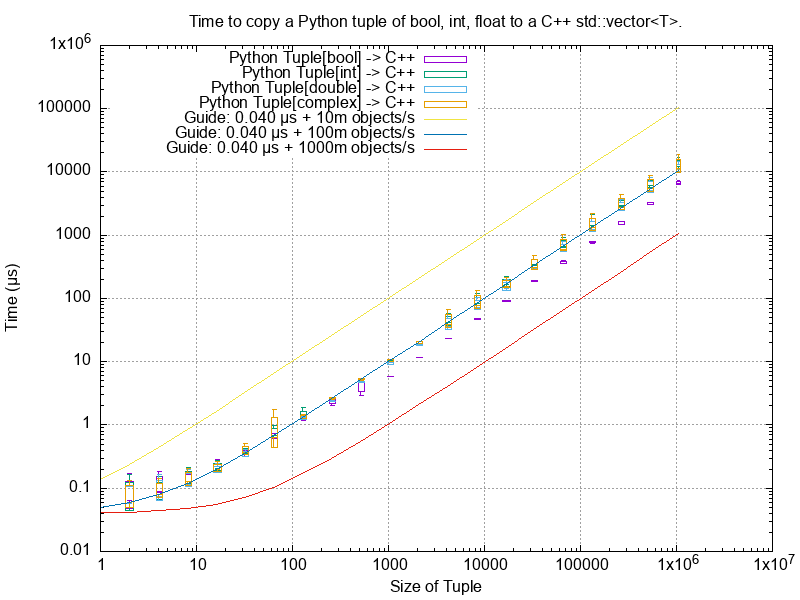 Time to copy a Python tuple of bool, int, float to a C++ std::vector<T>.
1x10^6
100000
10000
1000
100
10
1
0.1
0.01
Time (µs)
Python Tuple[bool] -> C++
Python Tuple[int] -> C++
Python Tuple[double] -> C++
Python Tuple[complex] -> C++
Guide: 0.040 µs + 10m objects/s
Guide: 0.040 µs + 100m objects/s
Guide: 0.040 µs + 1000m objects/s
1 10 100 1000 10000 100000 1x10^6 1x10^7
Size of Tuple